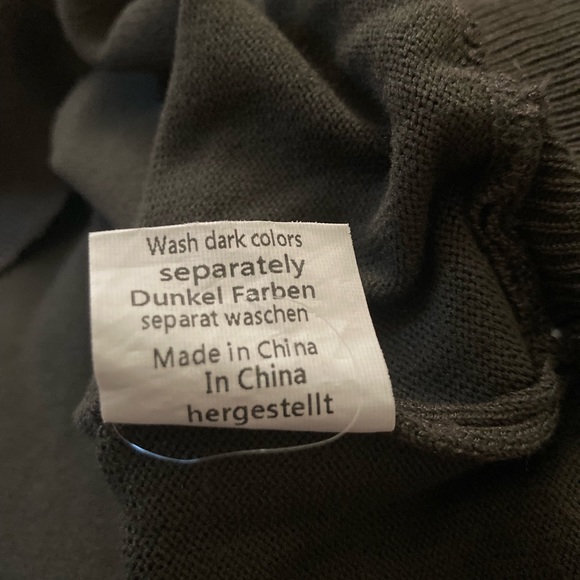 Wash dark colors
separately
Dunkel Farben
separat waschen
Made in China
In China
hergestellt